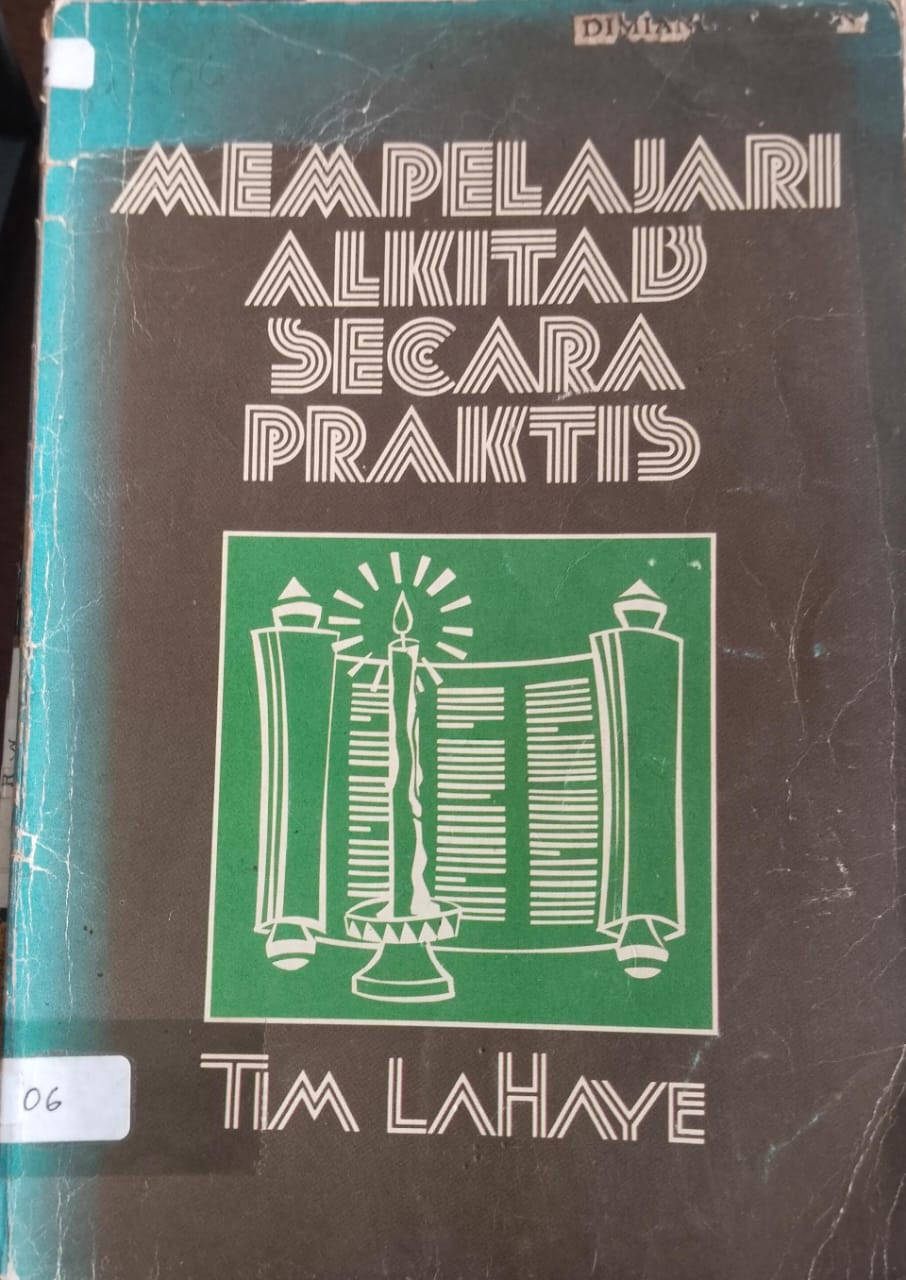 MEMPELAJARI
ALKITAB
SECARA
PRAKTIS
TIM LAHAYE
06